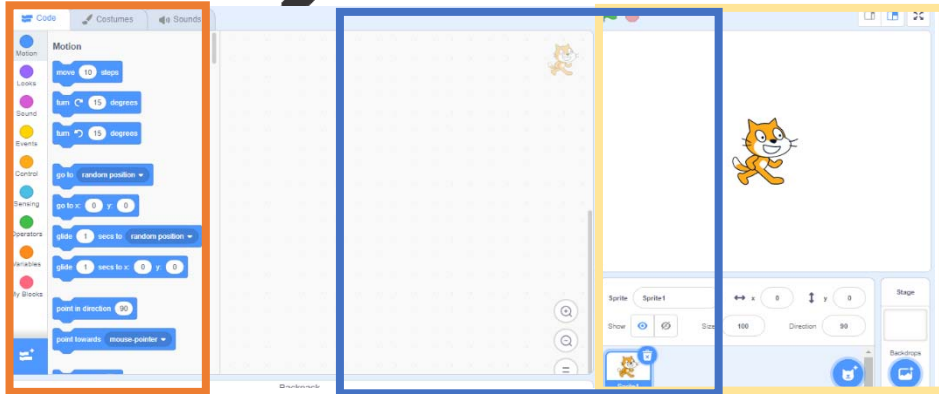 Code Costumes Sounds
Motion
Motion
Looks
Sound
Events
Control
Sensing
Operators
Variables
My Blocks
move 10 steps
turn 15 degrees
turn 15 degrees
go to random position
go to x: 0 y: 0
glide 1 secs to random position
glide 1 secs to x: 0 y: 0
point in direction 90
point towards mouse-pointer
Backpack
Sprite Sprite1 x 0 y 0
Show Size 100 Direction 90
Sprite1
Stage
Backdrops